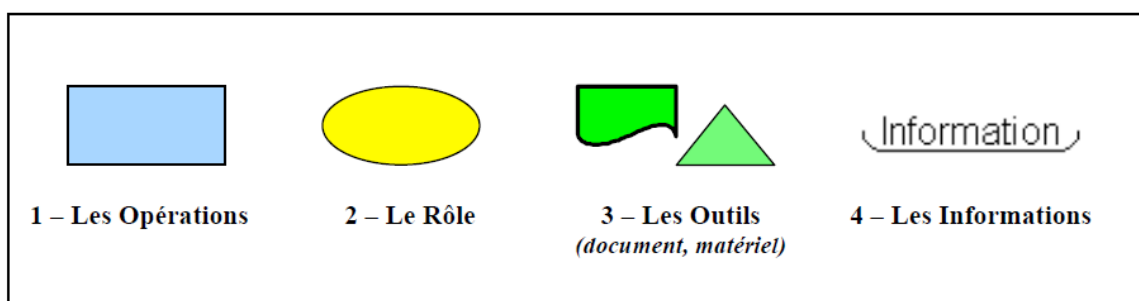 Information
1 – Les Opérations
2 – Le Rôle
3 – Les Outils
(document, matériel)
4 – Les Informations